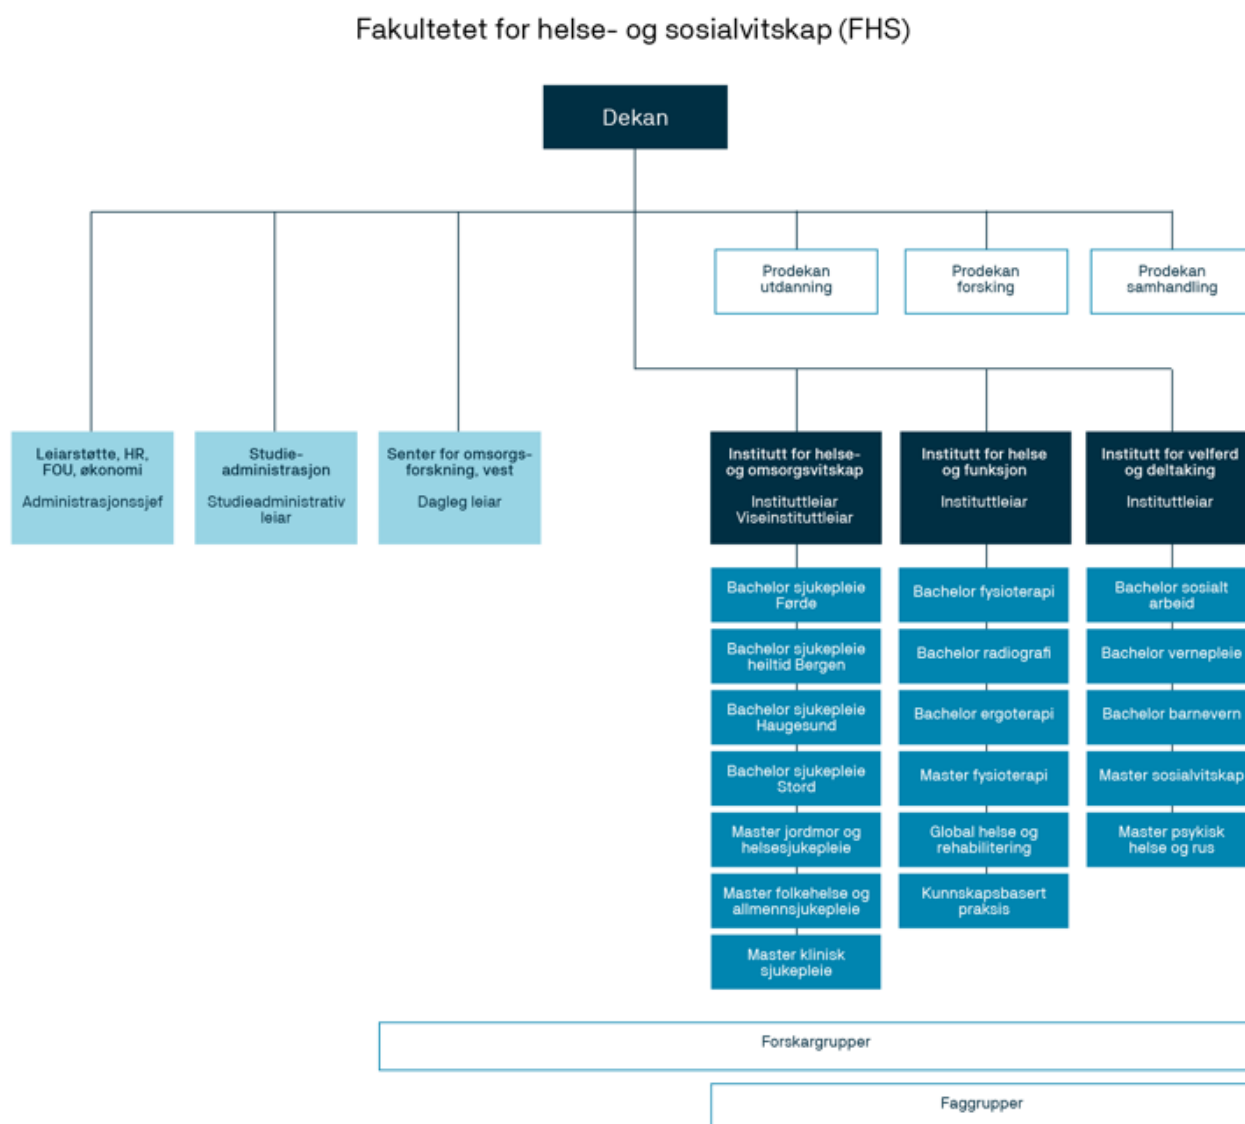 Fakultetet for helse- og sosialvitskap (FHS)
Dekan
Prodekan
utdanning
Prodekan
forsking
Prodekan
samhandling
Leiarstøtte, HR,
FOU, økonomi
Administrasjonssjef
Studie-
administrasjon
Studieadministrativ
leiar
Senter for omsorgs-
forskning, vest
Dagleg leiar
Institutt for helse-
og omsorgsvitskap
Instituttleiar
Viseinstituttleiar
Institutt for helse
og funksjon
Instituttleiar
Institutt for velferd
og deltaking
Instituttleiar
Bachelor sjukepleie
Førde
Bachelor sjukepleie
heiltid Bergen
Bachelor sjukepleie
Haugesund
Bachelor sjukepleie
Stord
Master jordmor og
helsesjukepleie
Master folkehelse og
allmennsjukepleie
Master klinisk
sjukepleie
Bachelor fysioterapi
Bachelor radiografi
Bachelor ergoterapi
Master fysioterapi
Global helse og
rehabilitering
Kunnskapsbasert
praksis
Bachelor sosialt
arbeid
Bachelor vernepleie
Bachelor barnevern
Master sosialvitskap
Master psykisk
helse og rus
Forskargrupper
Faggrupper